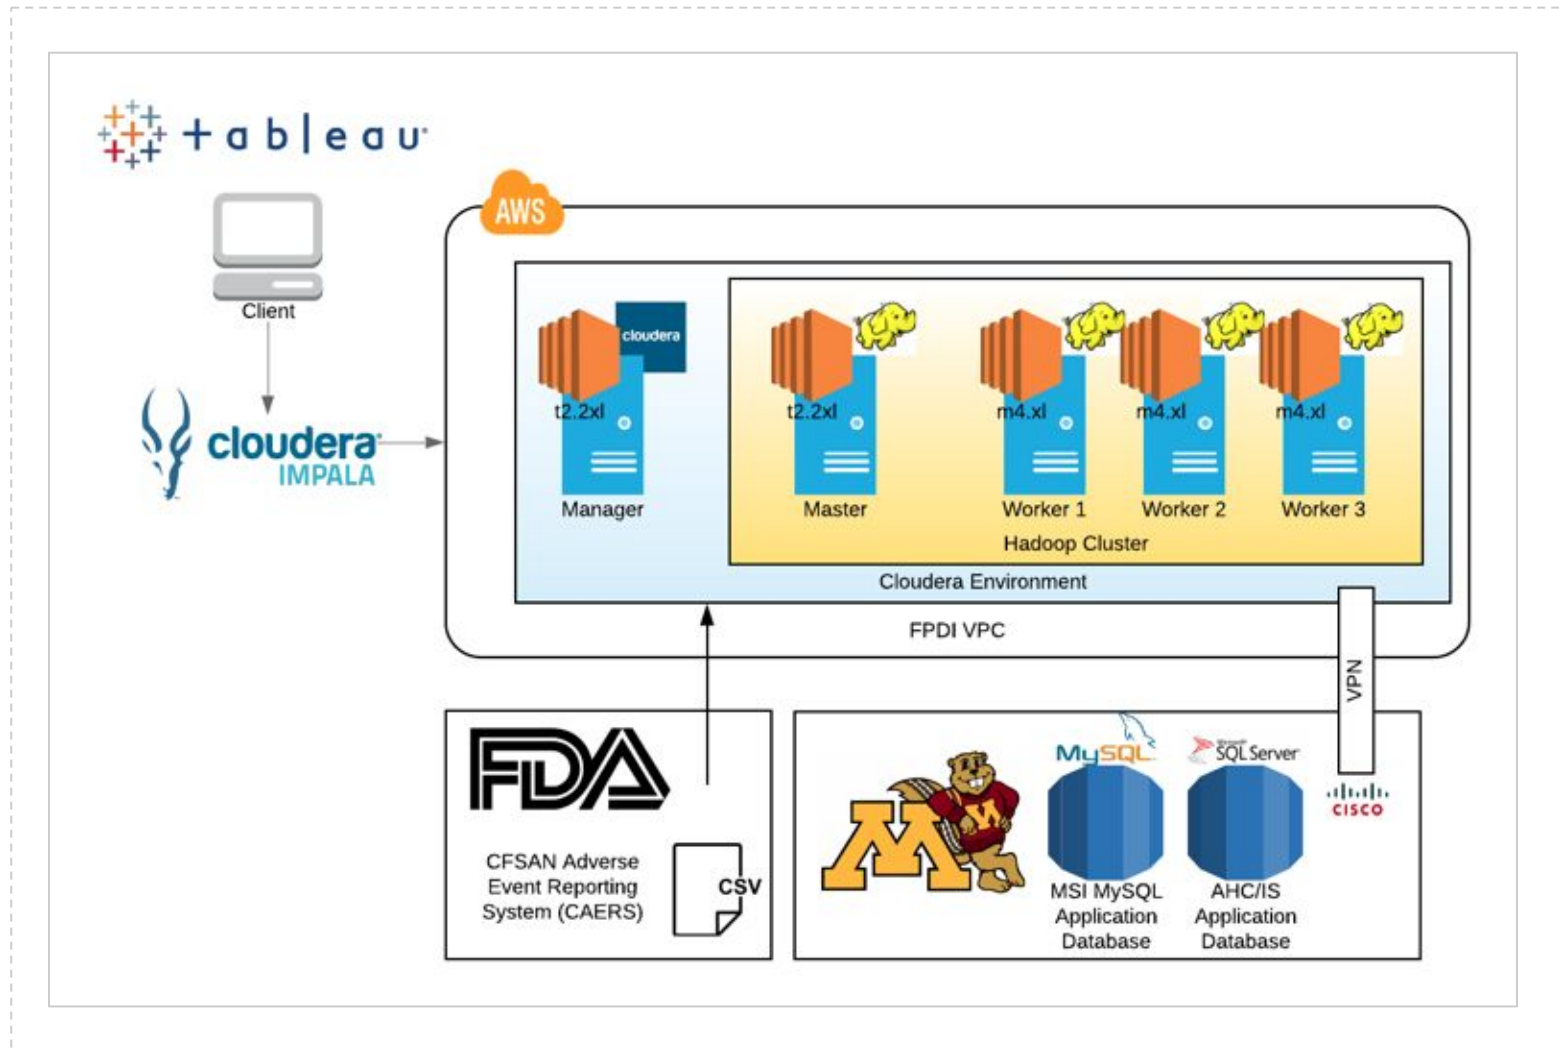 +ableau
Client
cloudera
IMPALA
AWS
cloudera
t2.2xl
Manager
t2.2xl
Master
m4.xl
Worker 1
m4.xl
Worker 2
m4.xl
Worker 3
Hadoop Cluster
Cloudera Environment
FPDI VPC
VPN
FDA
CFSAN Adverse
Event Reporting
System (CAERS)
CSV
M
M
MySQL
MSI MySQL
Application
Database
Microsoft
SQL Server
AHC/IS
Application
Database
CISCO